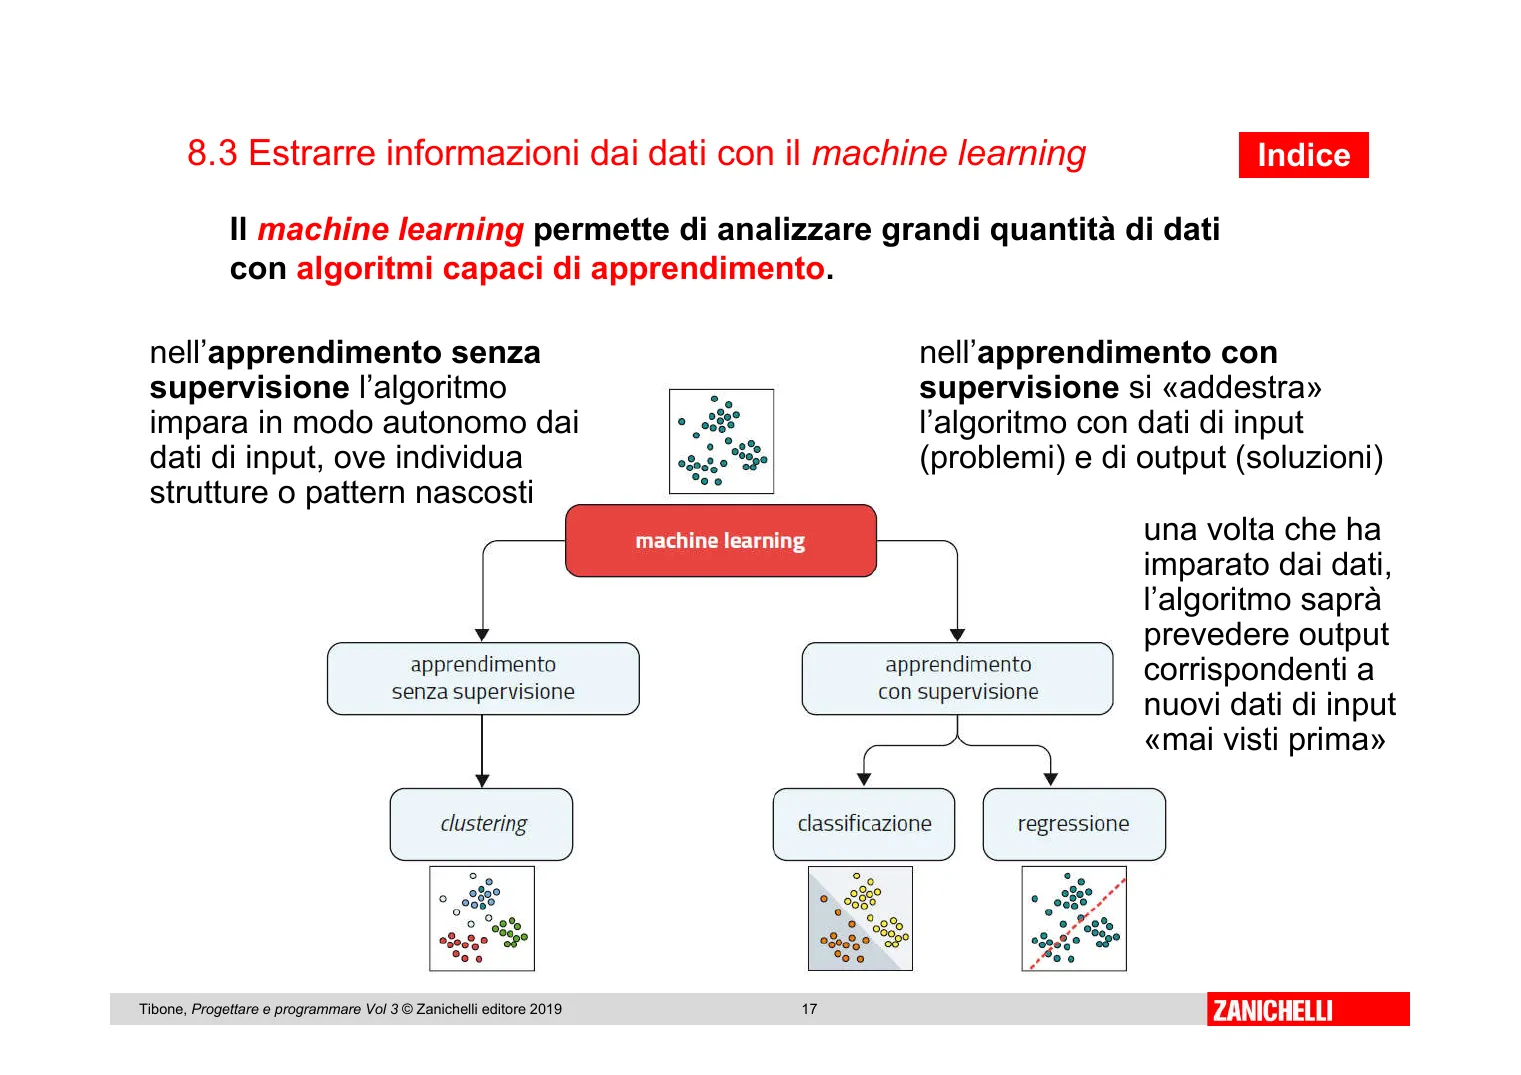 8.3 Estrarre informazioni dai dati con il machine learning
Indice
Il machine learning permette di analizzare grandi quantità di dati
con algoritmi capaci di apprendimento.
nell’apprendimento senza
supervisione l’algoritmo
impara in modo autonomo dai
dati di input, ove individua
strutture o pattern nascosti
nell’apprendimento con
supervisione si «addestra»
l’algoritmo con dati di input
(problemi) e di output (soluzioni)
una volta che ha
imparato dai dati,
l’algoritmo saprà
prevedere output
corrispondenti a
nuovi dati di input
«mai visti prima»
machine learning
apprendimento
senza supervisione
apprendimento
con supervisione
clustering
classificazione
regressione
Tibone, Progettare e programmare Vol 3 © Zanichelli editore 2019
17
ZANICHELLI